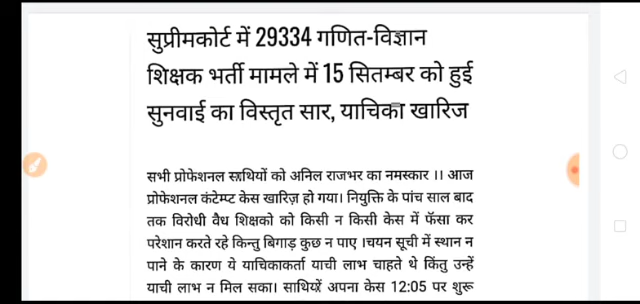 सुप्रीमकोर्ट में 29334 गणित-विज्ञान
शिक्षक भर्ती मामले में 15 सितम्बर को हुई
सुनवाई का विस्तृत सार, याचिका खारिज
सभी प्रोफेशनल साथियों को अनिल राजभर का नमस्कार ।। आज
प्रोफेशनल कंटेम्प्ट केस खारिज़ हो गया। नियुक्ति के पांच साल बाद
तक विरोधी वैध शिक्षको को किसी न किसी केस में फँसा कर
परेशान करते रहे किन्तु बिगाड़ कुछ न पाए ।चयन सूची में स्थान न
पाने के कारण ये याचिकाकर्ता याची लाभ चाहते थे किंतु उन्हें
याची लाभ न मिल सका। साथियों अपना केस 12:05 पर शुरू